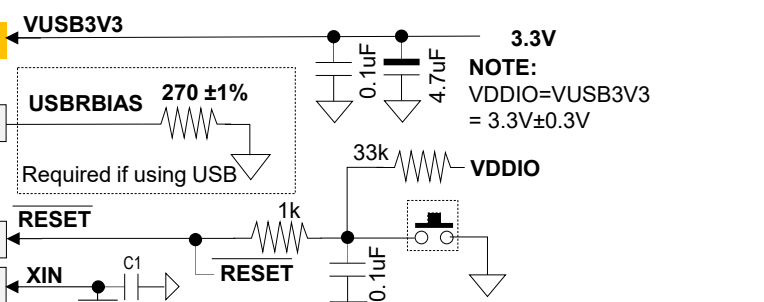 VUSB3V3
3.3V
0.1uF
4.7uF
NOTE:
VDDIO=VUSB3V3
= 3.3V±0.3V
USBRBIAS
270 ±1%
Required if using USB
33k
VDDIO
RESET
1k
RESET
0.1uF
XIN
C1